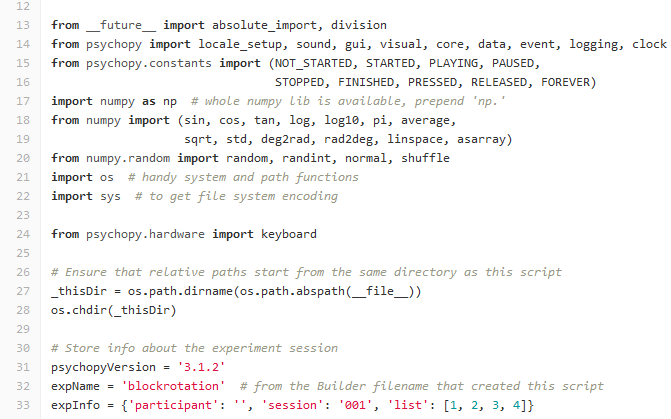 12
13 from __future__ import absolute_import, division
14 from psychopy import locale_setup, sound, gui, visual, core, data, event, logging, clock
15 from psychopy.constants import (NOT_STARTED, STARTED, PLAYING, PAUSED,
16                                 STOPPED, FINISHED, PRESSED, RELEASED, FOREVER)
17 import numpy as np  # whole numpy lib is available, prepend 'np.'
18 from numpy import (sin, cos, tan, log, log10, pi, average,
19                    sqrt, std, deg2rad, rad2deg, linspace, asarray)
20 from numpy.random import random, randint, normal, shuffle
21 import os  # handy system and path functions
22 import sys  # to get file system encoding
23
24 from psychopy.hardware import keyboard
25
26 # Ensure that relative paths start from the same directory as this script
27 _thisDir = os.path.dirname(os.path.abspath(__file__))
28 os.chdir(_thisDir)
29
30 # Store info about the experiment session
31 psychopyVersion = '3.1.2'
32 expName = 'blockrotation'  # from the Builder filename that created this script
33 expInfo = {'participant': '', 'session': '001', 'list': [1, 2, 3, 4]}